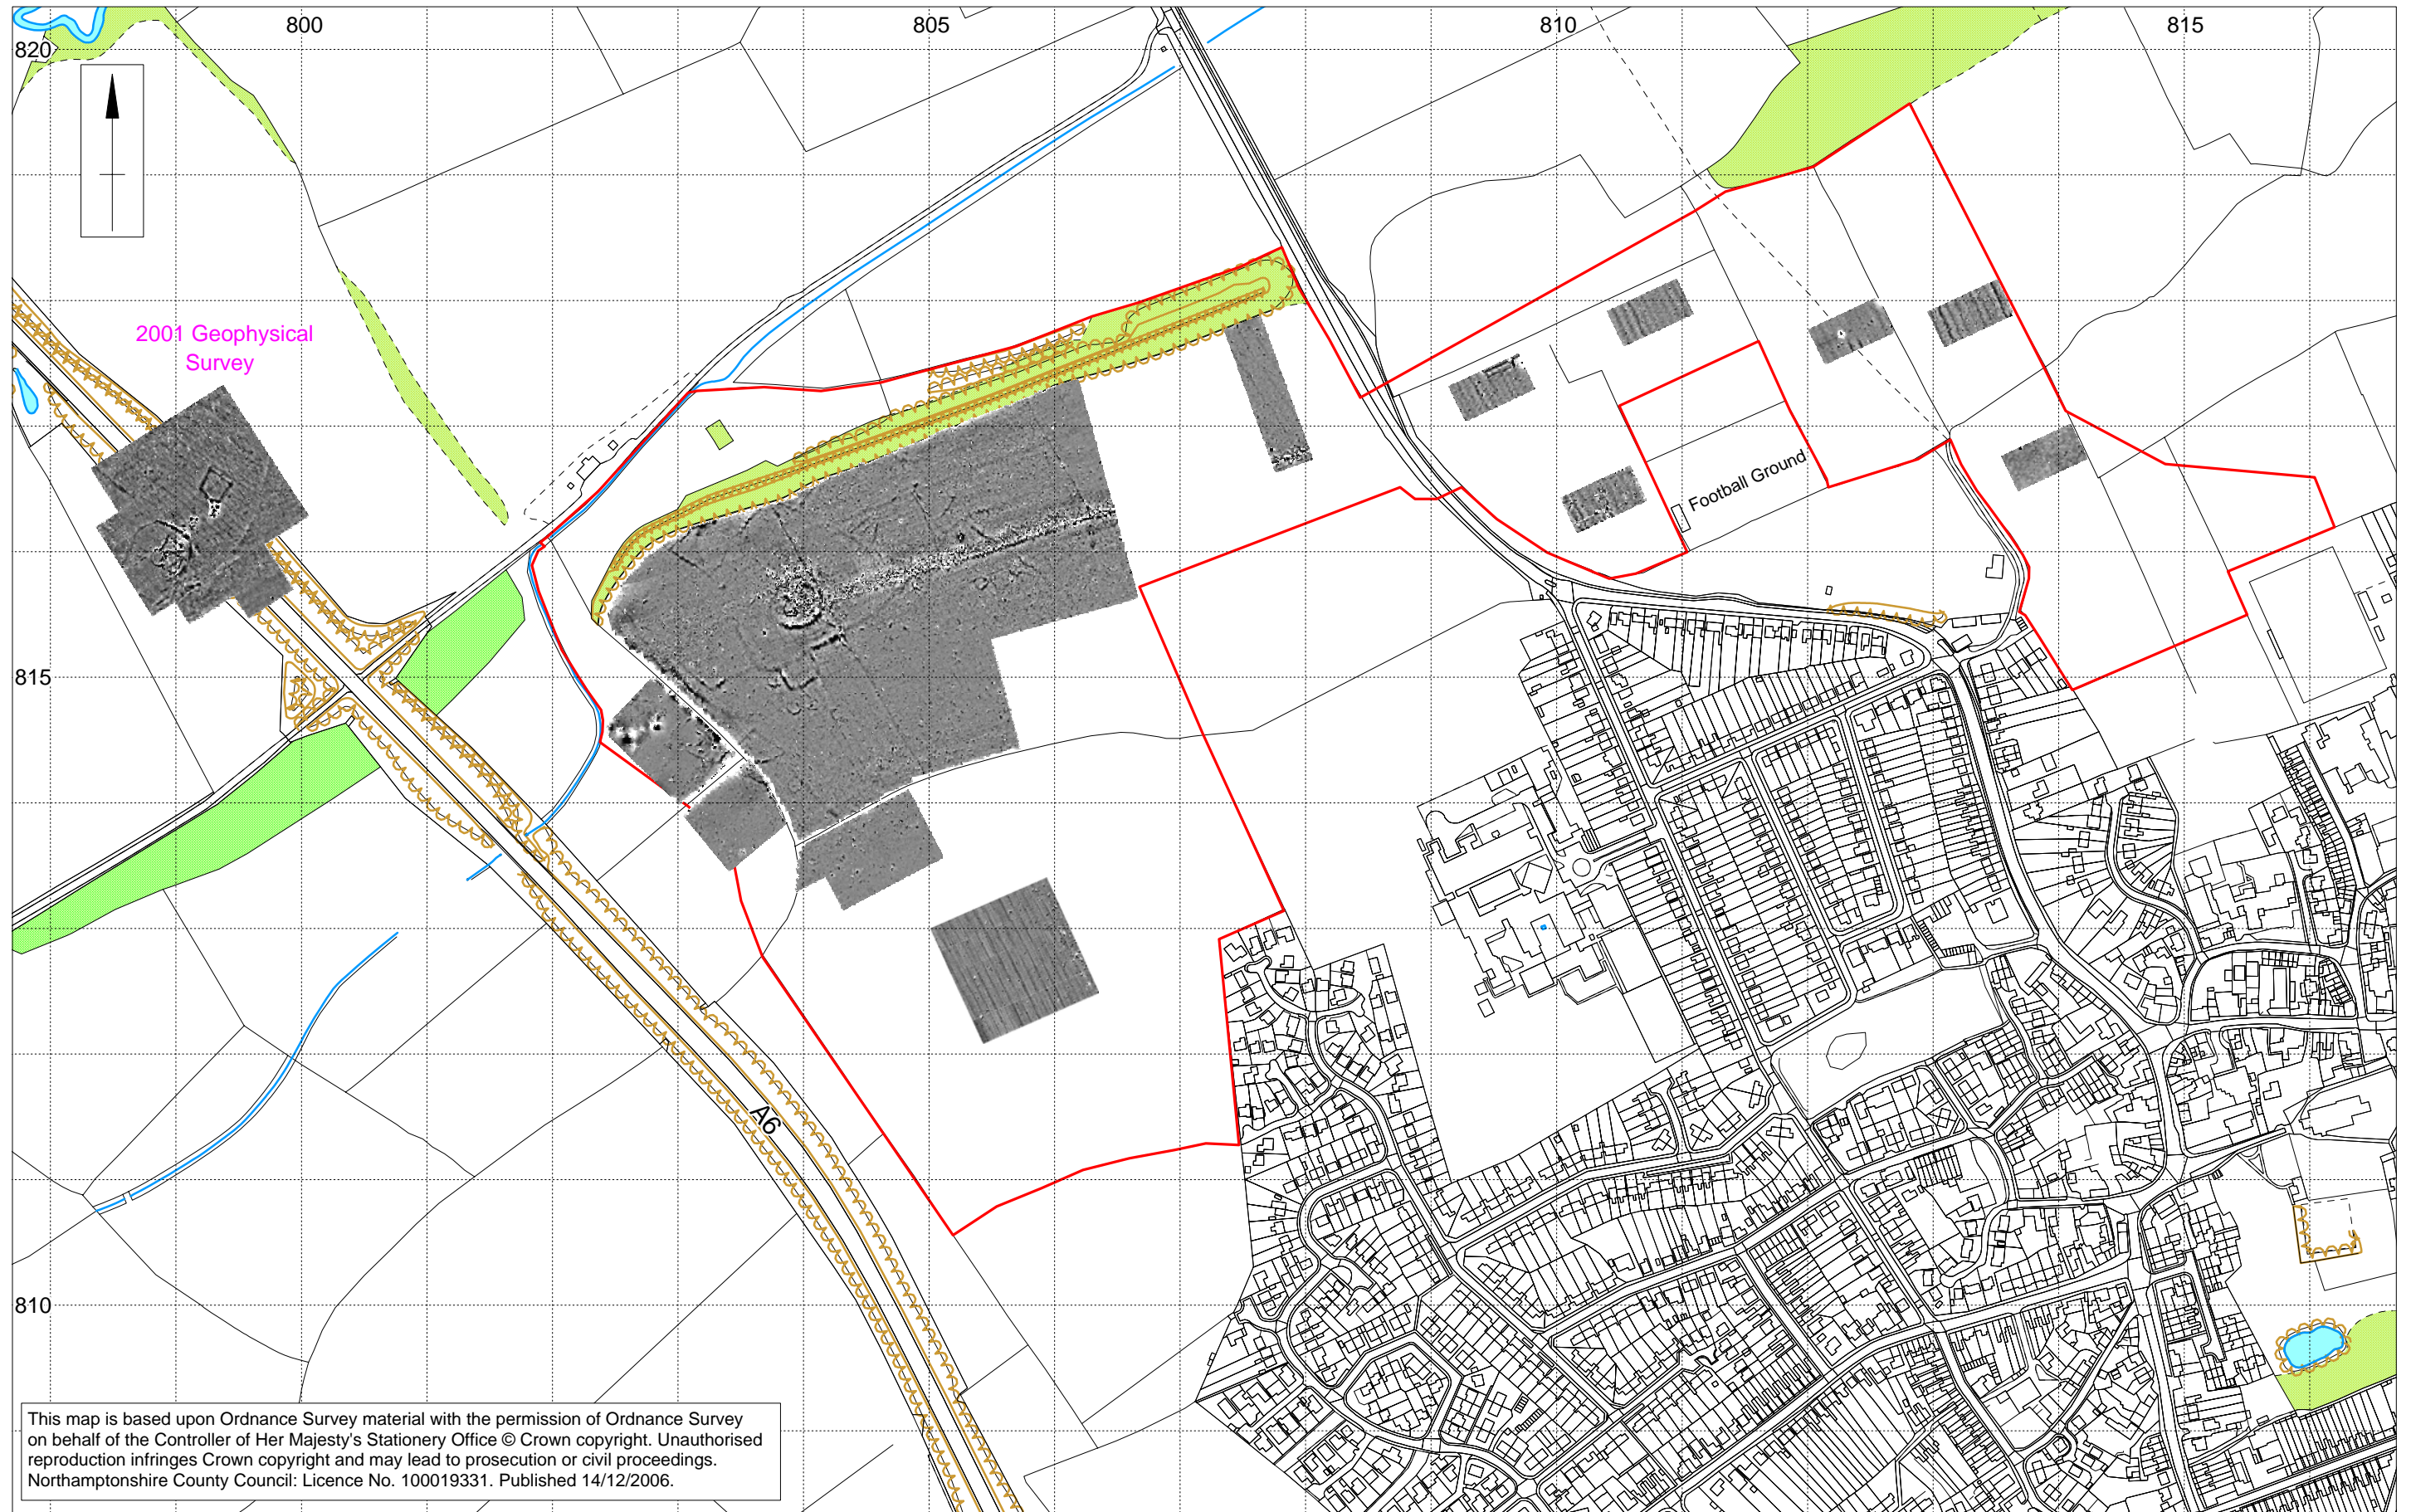 800
805
810
815
820
2001 Geophysical
Survey
Football Ground
815
A6
810
This map is based upon Ordnance Survey material with the permission of Ordnance Survey
on behalf of the Controller of Her Majesty's Stationery Office © Crown copyright. Unauthorised
reproduction infringes Crown copyright and may lead to prosecution or civil proceedings.
Northamptonshire County Council: Licence No. 100019331. Published 14/12/2006.